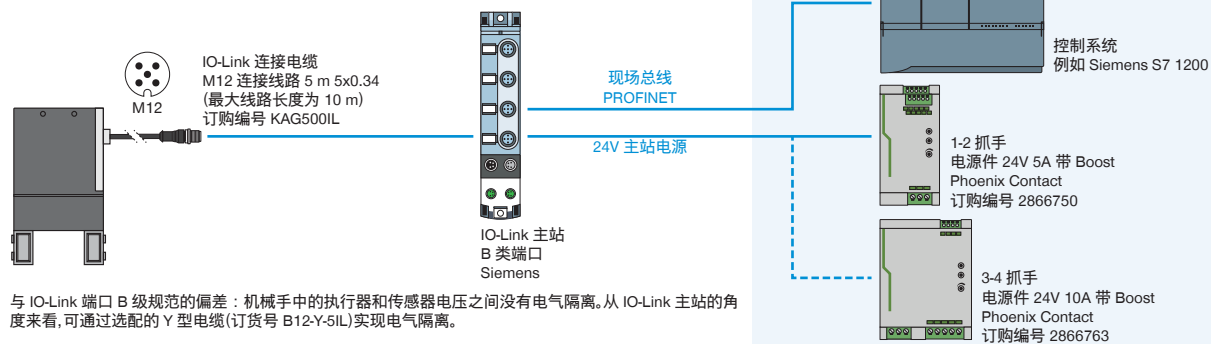 IO-Link 连接电缆
M12 连接线路 5 m 5x0.34
(最大线路长度为 10 m)
订购编号 KAG500IL
M12
现场总线
PROFINET
24V 主站电源
控制系统
例如 Siemens S7 1200
1-2 抓手
电源件 24V 5A 带 Boost
Phoenix Contact
订购编号 2866750
IO-Link 主站
B 类端口
Siemens
3-4 抓手
电源件 24V 10A 带 Boost
Phoenix Contact
订购编号 2866763
与 IO-Link 端口 B 级规范的偏差：机械手中的执行器和传感器电压之间没有电气隔离。从 IO-Link 主站的角
度来看,可通过选配的 Y 型电缆(订货号 B12-Y-5IL)实现电气隔离。